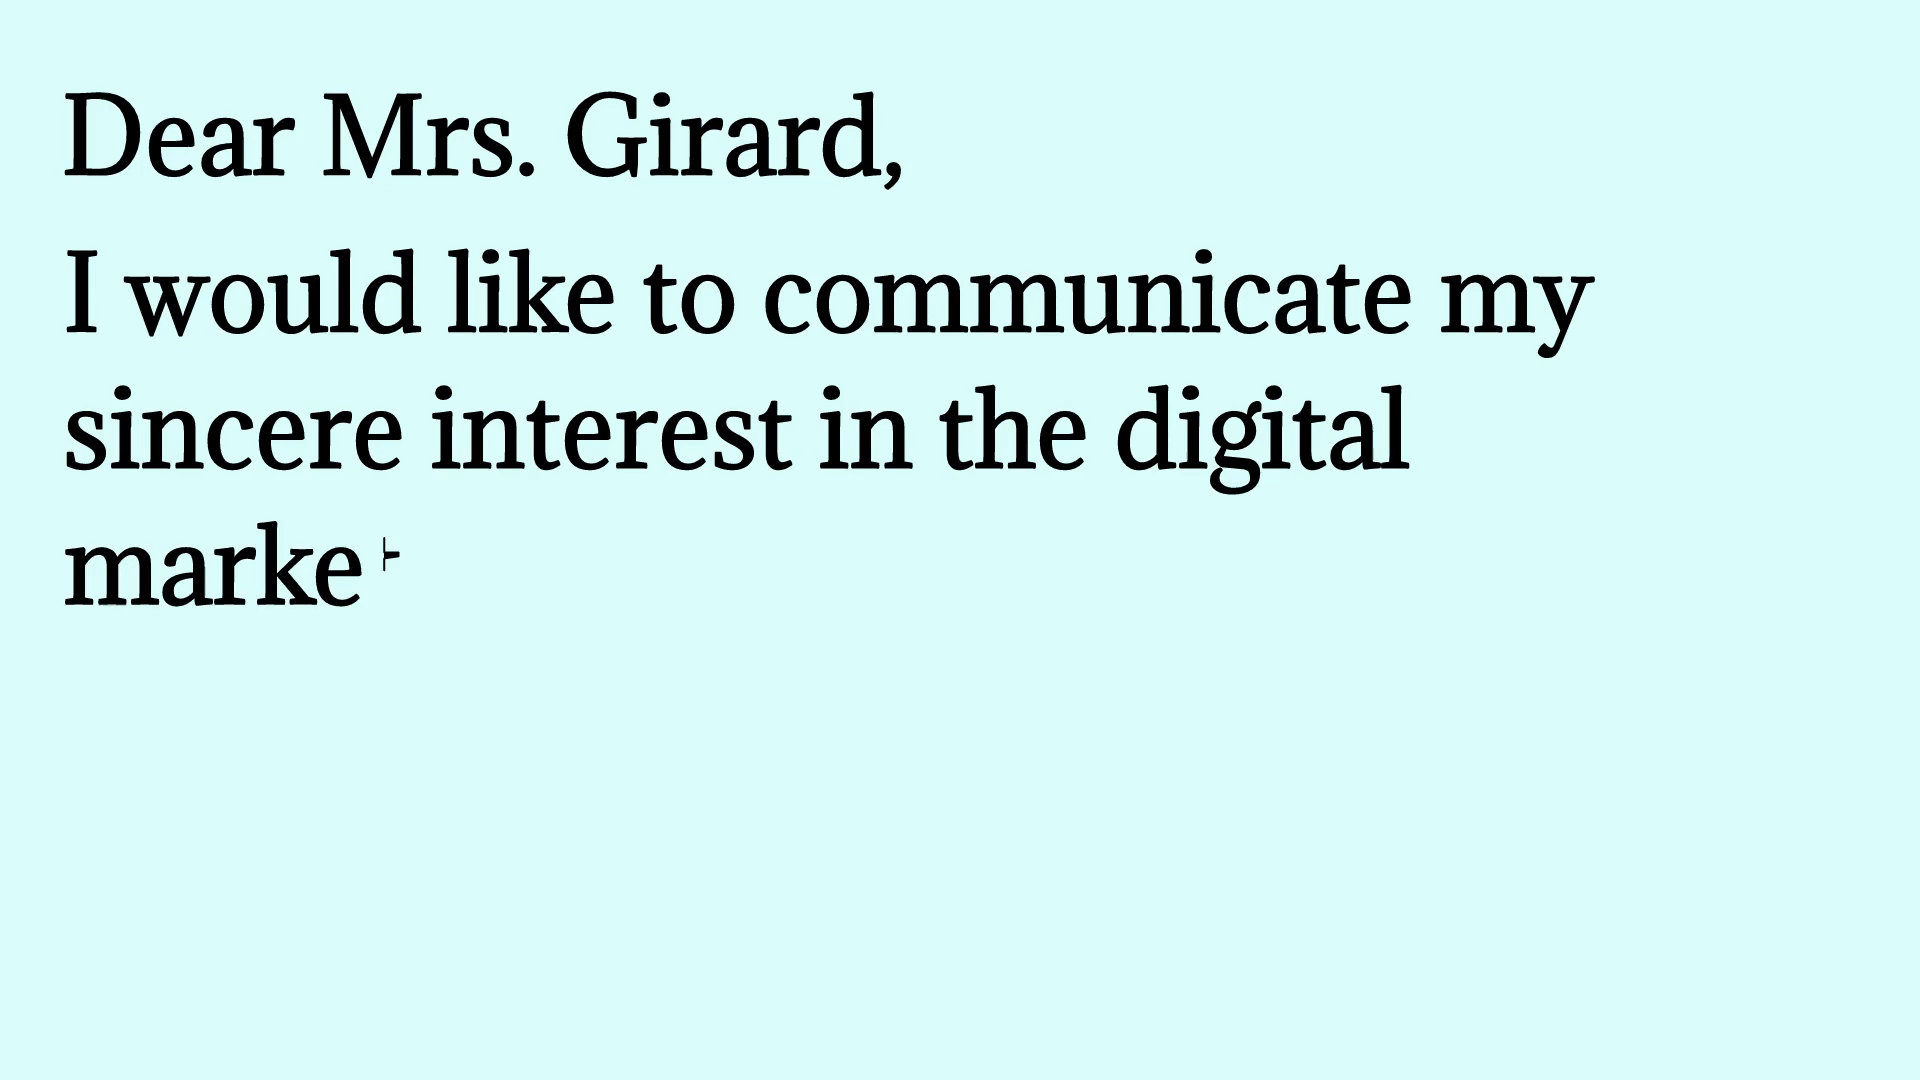 Dear Mrs. Girard,
I would like to communicate my
sincere interest in the digital
marke